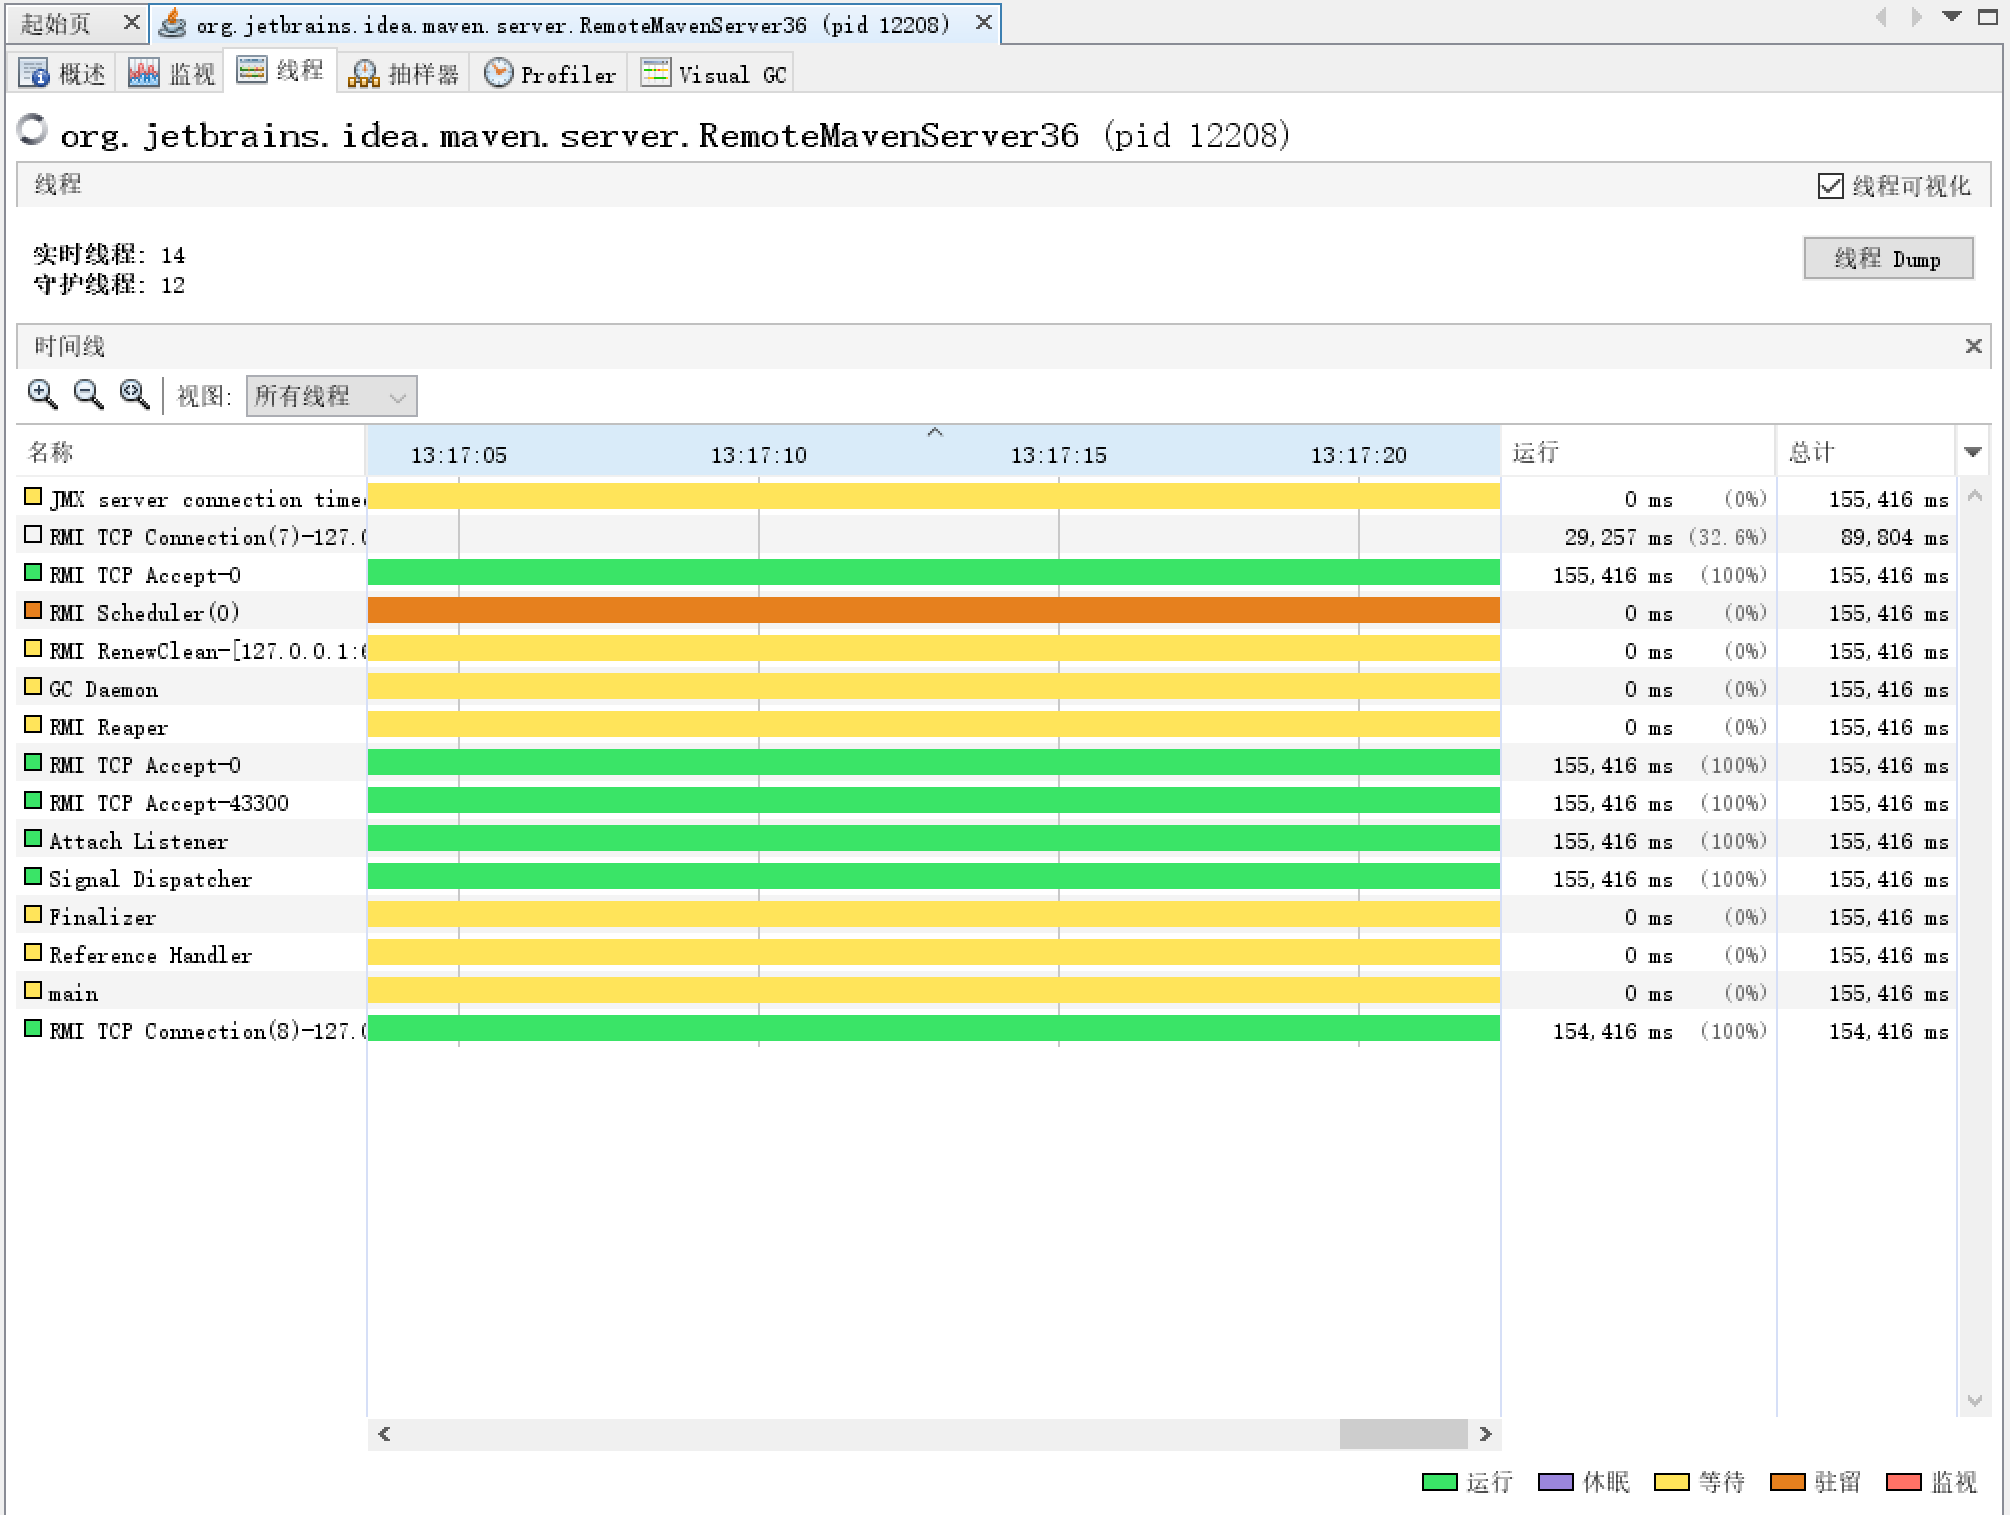 起始页 org.jetbrains.idea.maven.server.RemoteMavenServer36 (pid 12208)
概述 监视 线程 抽样器 Profiler Visual GC
org.jetbrains.idea.maven.server.RemoteMavenServer36 (pid 12208)
线程 线程可视化
实时线程: 14
守护线程: 12
线程 Dump
时间线
视图: 所有线程
名称 13:17:05 13:17:10 13:17:15 13:17:20 运行 总计
JMX server connection time 0 ms (0%) 155,416 ms
RMI TCP Connection(7)-127. 29,257 ms (32.6%) 89,804 ms
RMI TCP Accept-0 155,416 ms (100%) 155,416 ms
RMI Scheduler(0) 0 ms (0%) 155,416 ms
RMI RenewClean-[127.0.0.1: 0 ms (0%) 155,416 ms
GC Daemon 0 ms (0%) 155,416 ms
RMI Reaper 0 ms (0%) 155,416 ms
RMI TCP Accept-0 155,416 ms (100%) 155,416 ms
RMI TCP Accept-43300 155,416 ms (100%) 155,416 ms
Attach Listener 155,416 ms (100%) 155,416 ms
Signal Dispatcher 155,416 ms (100%) 155,416 ms
Finalizer 0 ms (0%) 155,416 ms
Reference Handler 0 ms (0%) 155,416 ms
main 0 ms (0%) 155,416 ms
RMI TCP Connection(8)-127. 154,416 ms (100%) 154,416 ms
运行 休眠 等待 驻留 监视